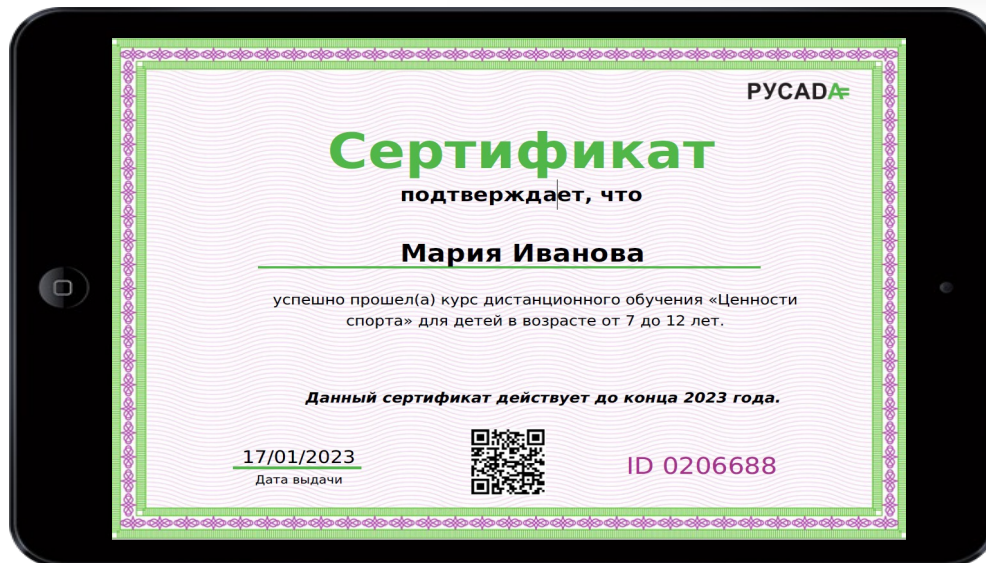 РУСАDA
Сертификат
подтверждает, что
Мария Иванова
успешно прошел(а) курс дистанционного обучения «Ценности
спорта» для детей в возрасте от 7 до 12 лет.
Данный сертификат действует до конца 2023 года.
17/01/2023
Дата выдачи
ID 0206688